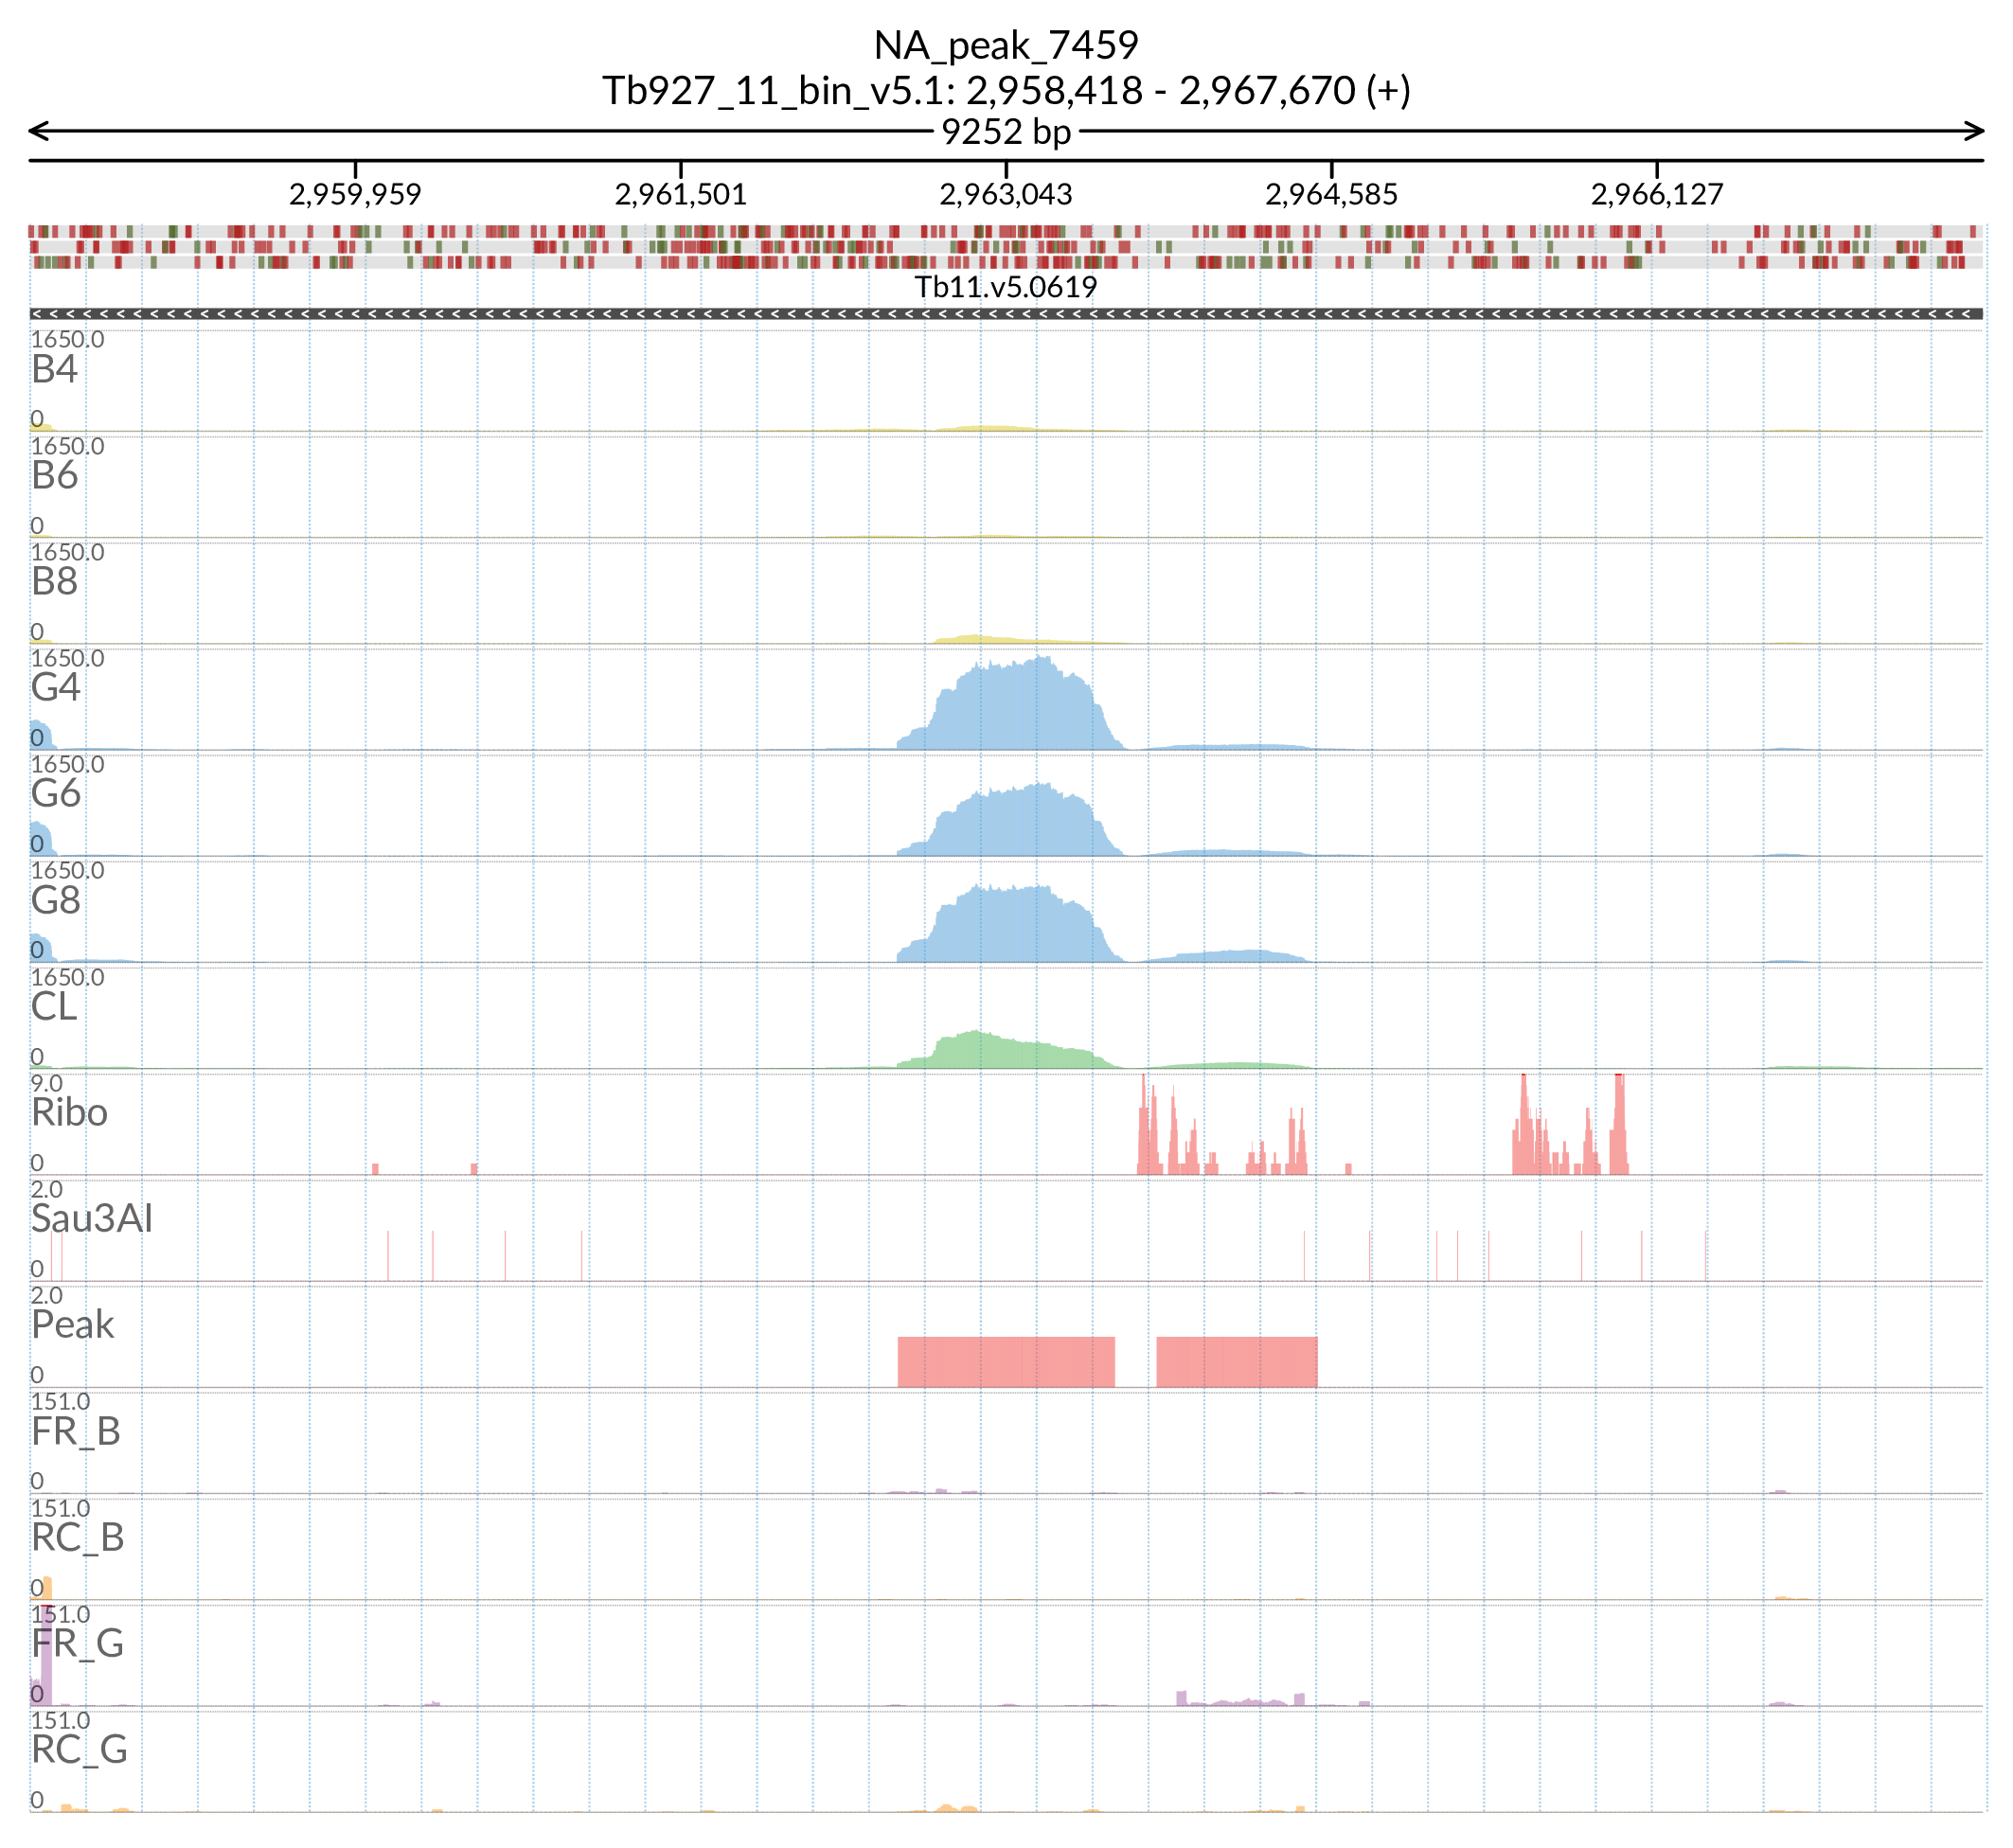 NA_peak_7459
Tb927_11_bin_v5.1: 2,958,418 - 2,967,670 (+)
9252 bp
2,959,959 2,961,501 2,963,043 2,964,585 2,966,127
Tb11.v5.0619
1650.0
B4
0
1650.0
B6
0
1650.0
B8
0
1650.0
G4
0
1650.0
G6
0
1650.0
G8
0
1650.0
CL
0
9.0
Ribo
0
2.0
Sau3AI
0
2.0
Peak
0
151.0
FR_B
0
151.0
RC_B
0
151.0
FR_G
0
151.0
RC_G
0